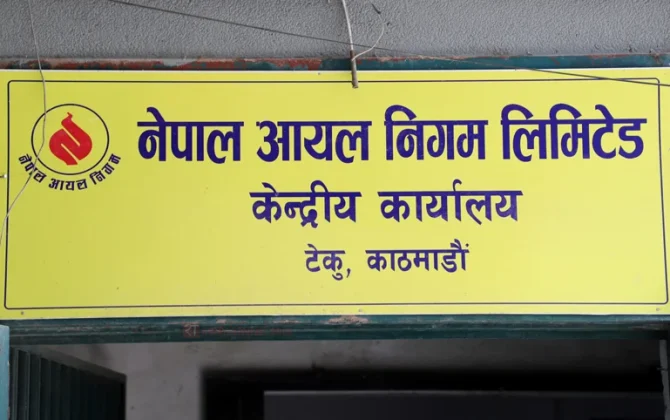 नेपाल आयल निगम लिमिटेड
केन्द्रीय कार्यालय
टेकु, काठमाडौं
नेपाल आयल निगम